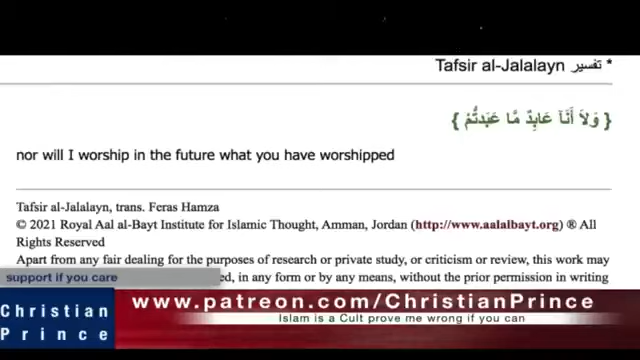 * تفسير Tafsir al-Jalalayn
{ وَلاَ أَنَآ عَابِدٌ مَّا عَبَدتُّمْ }
nor will I worship in the future what you have worshipped
Tafsir al-Jalalayn, trans. Feras Hamza
© 2021 Royal Aal al-Bayt Institute for Islamic Thought, Amman, Jordan (http://www.aalalbayt.org) ® All
Rights Reserved
Apart from any fair dealing for the purposes of research or private study, or criticism or review, this work may
support if you care
ed, in any form or by any means, without the prior permission in writing
Christian
Prince
www.patreon.com/ChristianPrince
Islam is a Cult prove me wrong if you can